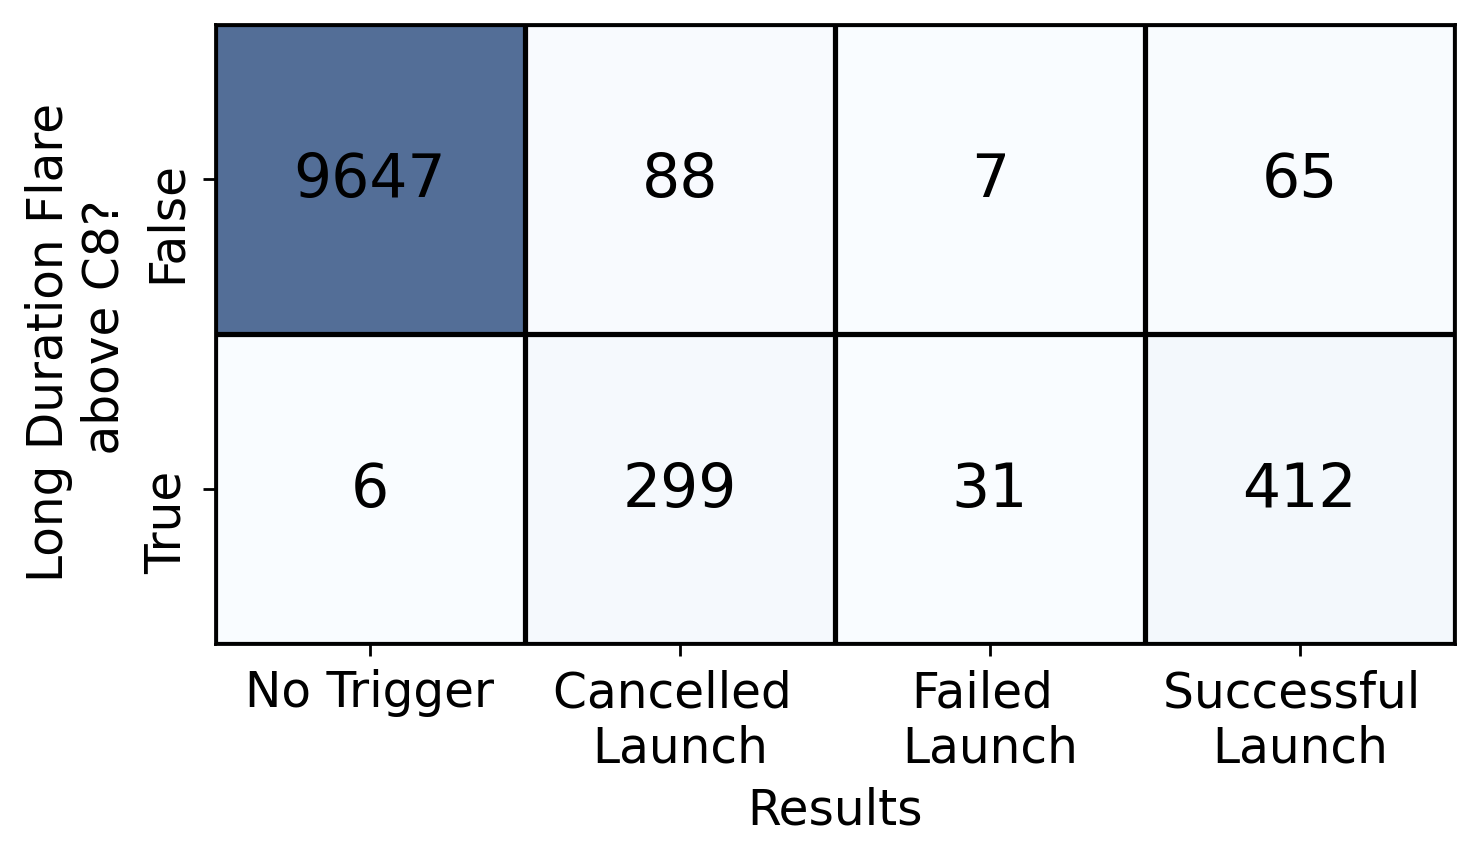 Long Duration Flare
above C8?
False
True
9647
88
7
65
6
299
31
412
No Trigger
Cancelled
Launch
Failed
Launch
Successful
Launch
Results